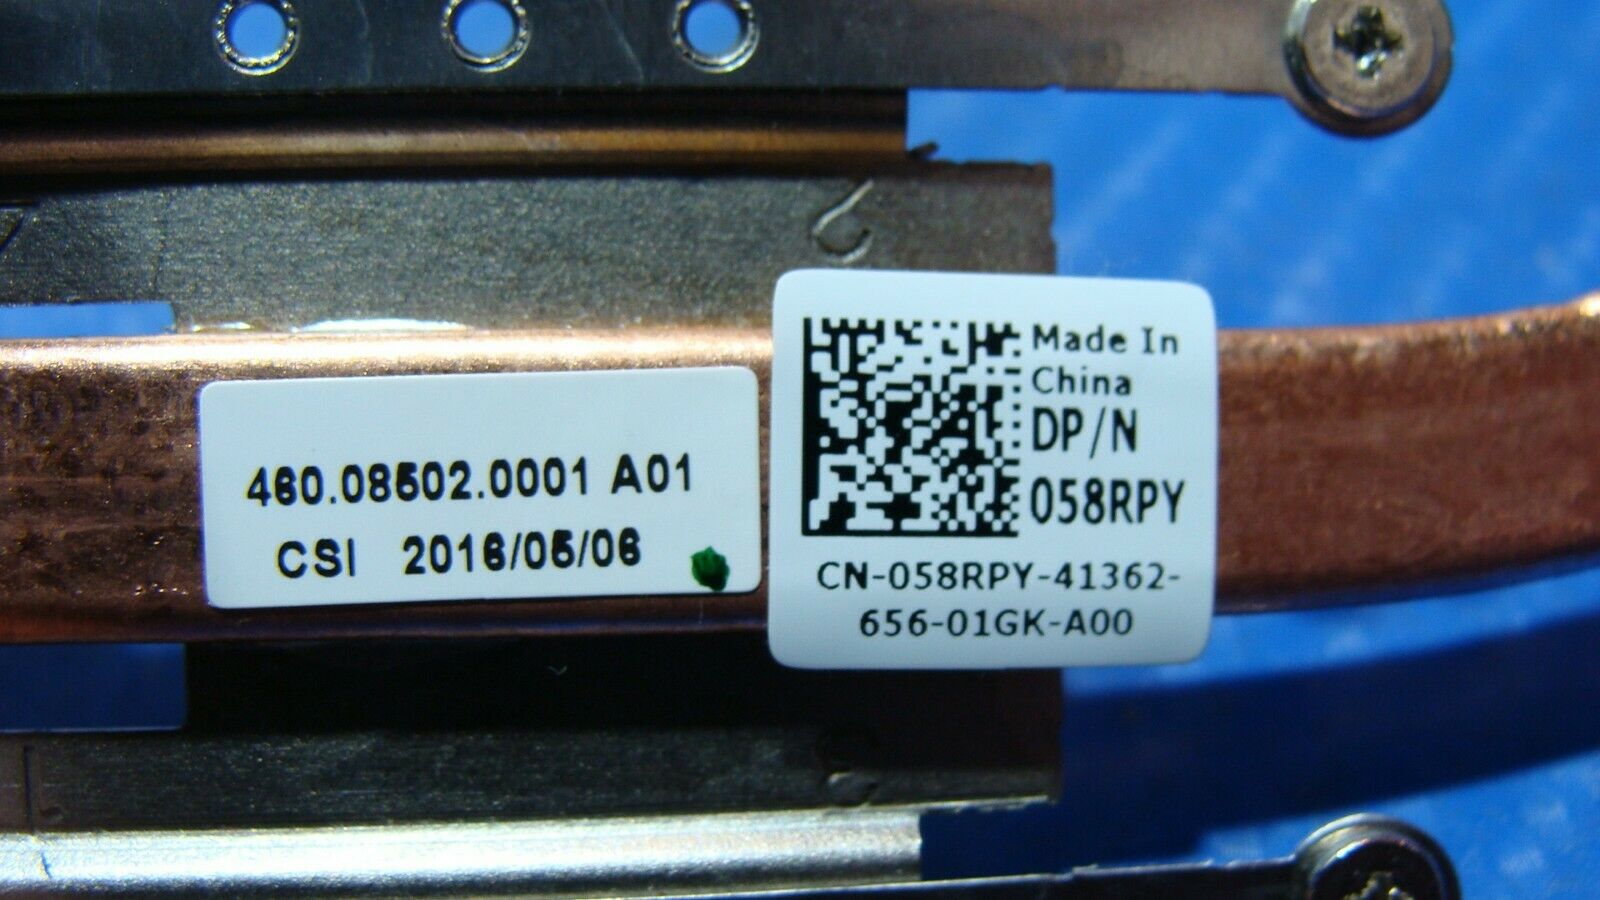 460.08502.0001 A01
CSI 2016/05/06
Made In
China
DP/N
058RPY
CN-058RPY-41362-
656-01GK-A00